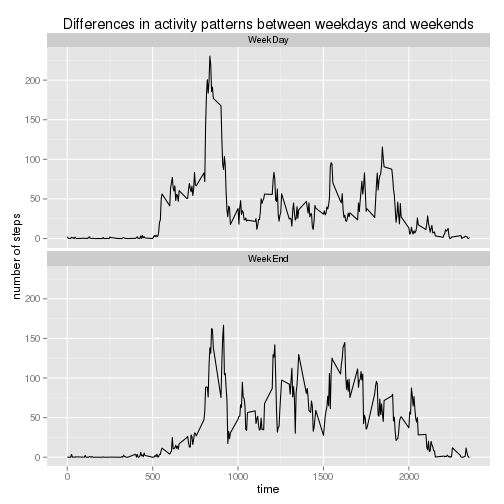 Differences in activity patterns between weekdays and weekends
WeekDay
200
150
100
50
0
WeekEnd
200
150
100
50
0
number of steps
0 500 1000 1500 2000
time